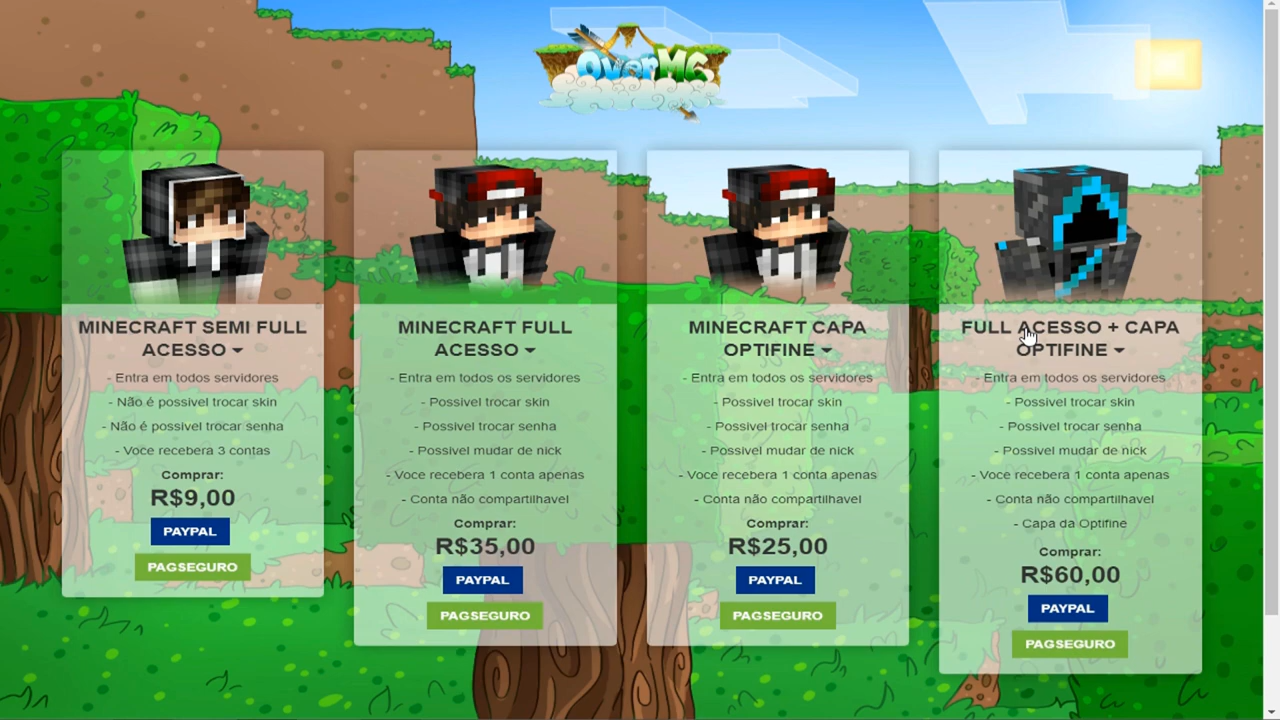 OverMC
MINECRAFT SEMI FULL
ACESSO
- Entra em todos servidores
- Não é possivel trocar skin
- Não é possivel trocar senha
- Voce recebera 3 contas
Comprar:
R$9,00
PAYPAL
PAGSEGURO
MINECRAFT FULL
ACESSO
- Entra em todos os servidores
- Possivel trocar skin
- Possivel trocar senha
- Possivel mudar de nick
- Voce recebera 1 conta apenas
- Conta não compartilhavel
Comprar:
R$35,00
PAYPAL
PAGSEGURO
MINECRAFT CAPA
OPTIFINE
- Entra em todos os servidores
- Possivel trocar skin
- Possivel trocar senha
- Possivel mudar de nick
- Voce recebera 1 conta apenas
- Conta não compartilhavel
Comprar:
R$25,00
PAYPAL
PAGSEGURO
FULL ACESSO + CAPA
OPTIFINE
- Entra em todos os servidores
- Possivel trocar skin
- Possivel trocar senha
- Possivel mudar de nick
- Voce recebera 1 conta apenas
- Conta não compartilhavel
- Capa da Optifine
Comprar:
R$60,00
PAYPAL
PAGSEGURO